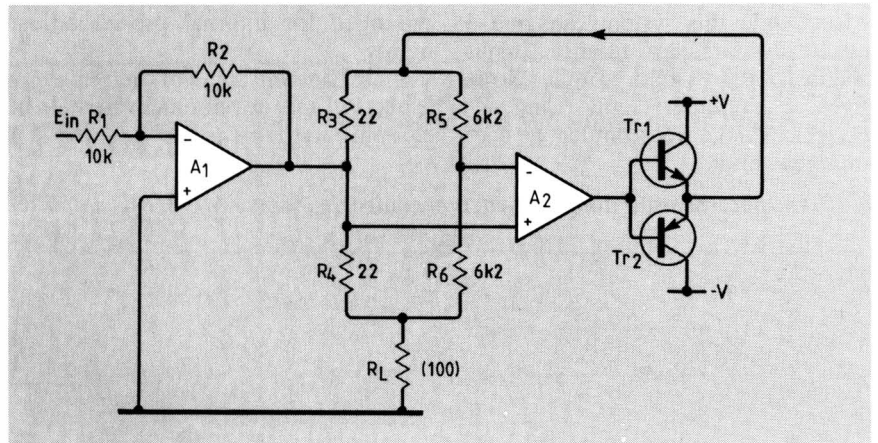 R2
10k
Ein R1
10k
-
+
A1
R3 22
R5 6k2
R4 22
R6 6k2
RL (100)
-
+
A2
Tr1
+V
Tr2
-V